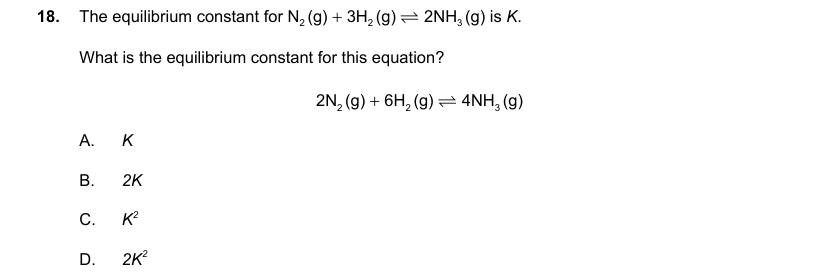 18. The equilibrium constant for N₂ (g) + 3H₂ (g) ⇌ 2NH₃ (g) is K.
What is the equilibrium constant for this equation?
2N₂ (g) + 6H₂ (g) ⇌ 4NH₃ (g)
A. K
B. 2K
C. K²
D. 2K²